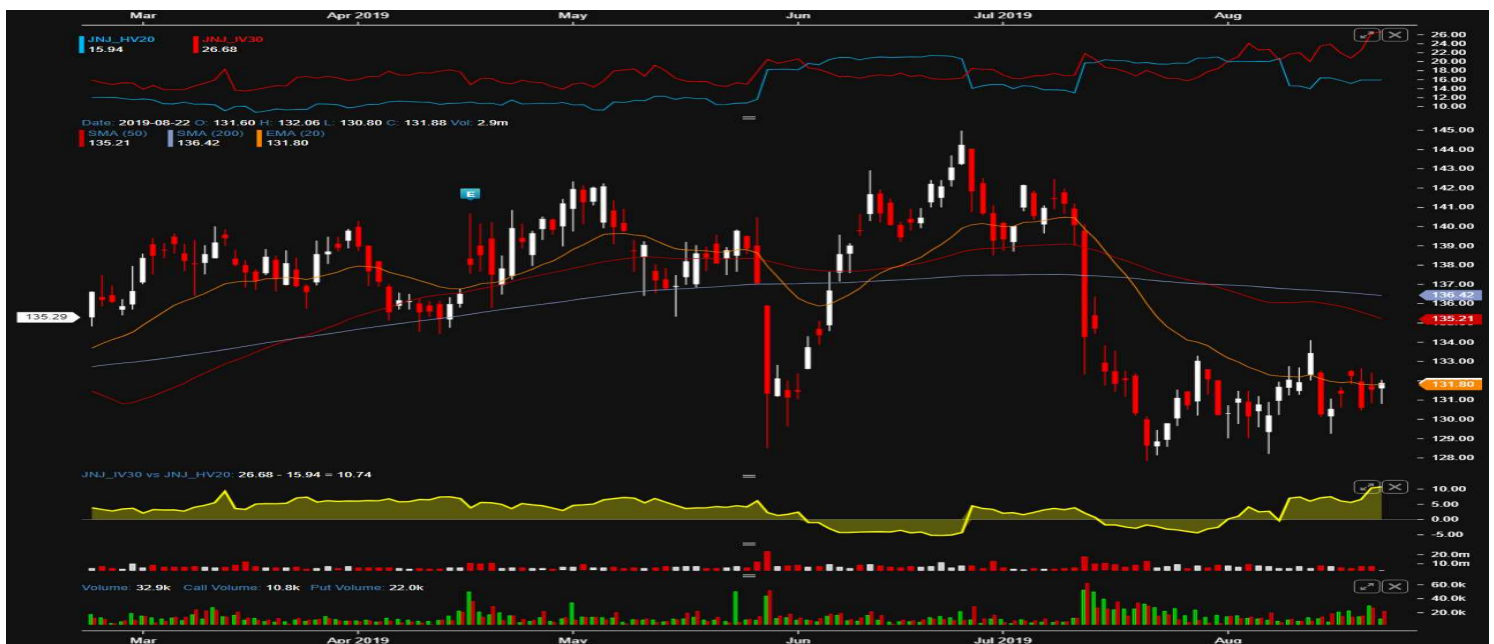 Mar Apr 2019 May Jun Jul 2019 Aug
JNJ_HV20 JNJ_IV30
15.94 26.68
26.00
24.00
22.00
20.00
18.00
16.00
14.00
12.00
10.00
Date: 2019-08-22 O: 131.60 H: 132.06 L: 130.80 C: 131.88 Vol: 2.9m
SMA (50) SMA (200) EMA (20)
135.21 136.42 131.80
E
145.00
144.00
143.00
142.00
141.00
140.00
139.00
138.00
137.00
136.42
136.00
135.29
135.21
134.00
133.00
131.80
131.00
130.00
129.00
128.00
JNJ_IV30 vs JNJ_HV20: 26.68 - 15.94 = 10.74
10.00
5.00
0.00
-5.00
20.0m
10.0m
Volume: 32.9k Call Volume: 10.8k Put Volume: 22.0k
60.0k
40.0k
20.0k
Mar Apr 2019 May Jun Jul 2019 Aug